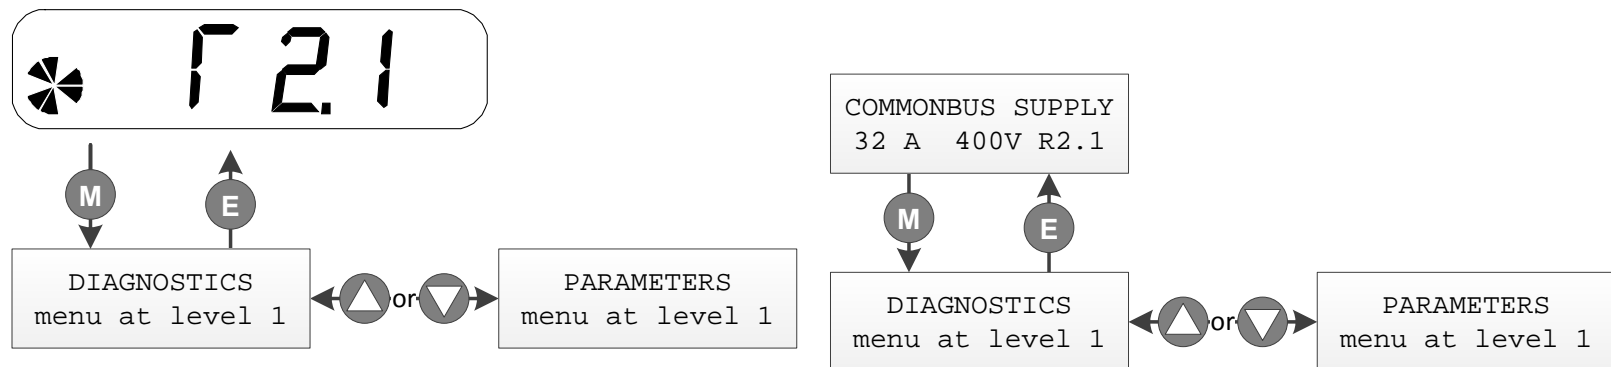 Γ 2.1
M
E
DIAGNOSTICS
menu at level 1
or
PARAMETERS
menu at level 1
COMMONBUS SUPPLY
32 A 400V R2.1
M
E
DIAGNOSTICS
menu at level 1
or
PARAMETERS
menu at level 1